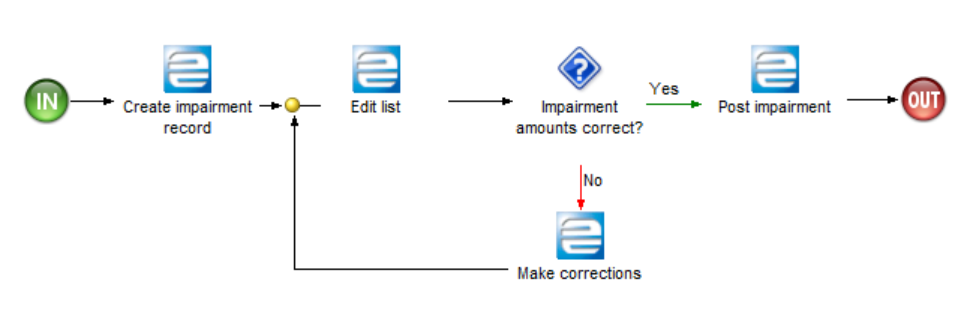 IN
Create impairment
record
Edit list
?
Impairment
amounts correct?
Yes
Post impairment
OUT
No
Make corrections